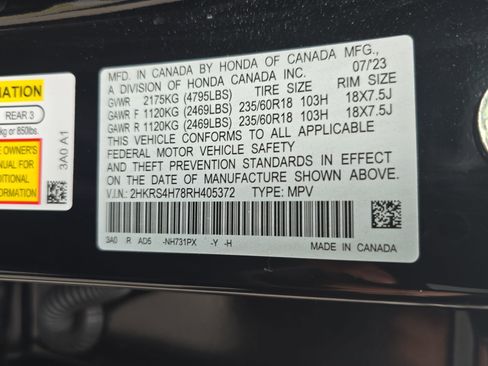 MATION
REAR 3
kg or 850lbs.
E OWNER'S
ANUAL FOR
ADDITIONAL
FORMATION
3A0 A1
MFD. IN CANADA BY HONDA OF CANADA MFG.,
A DIVISION OF HONDA CANADA INC. 07/'23
GVWR 2175KG (4795LBS) TIRE SIZE RIM SIZE
GAWR F 1120KG (2469LBS) 235/60R18 103H 18X7.5J
GAWR R 1120KG (2469LBS) 235/60R18 103H 18X7.5J
THIS VEHICLE CONFORMS TO ALL APPLICABLE
FEDERAL MOTOR VEHICLE SAFETY
AND THEFT PREVENTION STANDARDS IN EFFECT
ON THE DATE OF MANUFACTURE SHOWN ABOVE.
V.I.N.: 2HKRS4H78RH405372 TYPE: MPV
3A0 R AD5 -NH731PX -Y -H
MADE IN CANADA